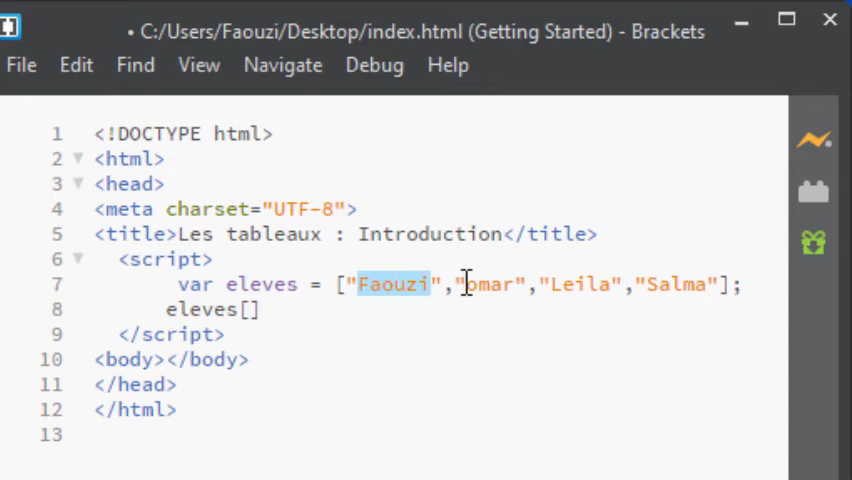 • C:/Users/Faouzi/Desktop/index.html (Getting Started) - Brackets
File Edit Find View Navigate Debug Help
1 <!DOCTYPE html>
2 <html>
3 <head>
4 <meta charset="UTF-8">
5 <title>Les tableaux : Introduction</title>
6 <script>
7 var eleves = ["Faouzi","omar","Leila","Salma"];
8 eleves[]
9 </script>
10 <body></body>
11 </head>
12 </html>
13